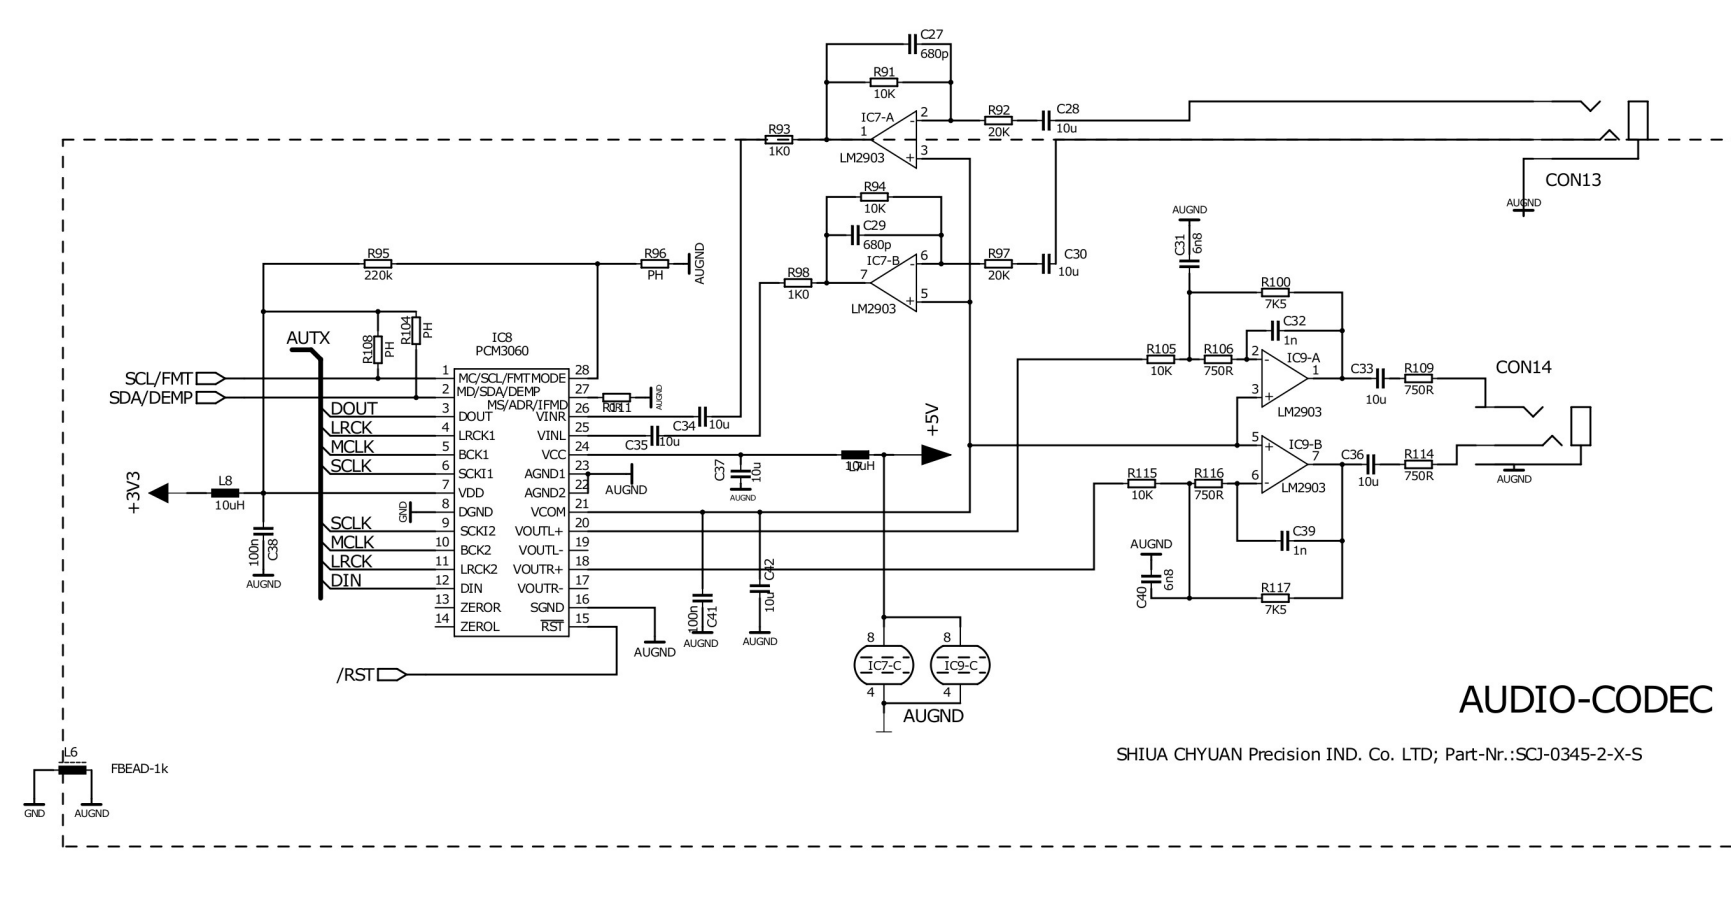 C27
680p
R91
10K
IC7-A
2
1
-
+
3
LM2903
R92
20K
C28
10u
R93
1K0
CON13
AUGND
R94
10K
C29
680p
IC7-B
6
7
-
+
5
LM2903
R97
20K
C30
10u
R98
1K0
R95
220k
R96
PH
AUGND
AUGND
C31
6n8
R100
7K5
C32
1n
R105
10K
R106
750R
IC9-A
2
-
1
3
+
LM2903
C33
10u
R109
750R
CON14
AUTX
R108
PH
R104
PH
IC8
PCM3060
SCL/FMT
SDA/DEMP
DOUT
LRCK
MCLK
SCLK
SCLK
MCLK
LRCK
DIN
1 MC/SCL/FMT MODE 28
2 MD/SDA/DEMP 27
MS/ADR/IFMD
3 DOUT VINR 26
4 LRCK1 VINL 25
5 BCK1 VCC 24
6 SCKI1 AGND1 23
7 VDD AGND2 22
8 DGND VCOM 21
9 SCKI2 VOUTL+ 20
10 BCK2 VOUTL- 19
11 LRCK2 VOUTR+ 18
12 DIN VOUTR- 17
13 ZEROR SGND 16
14 ZEROL RST 15
AUGND
C34
10u
C35
10u
C37
10u
AUGND
10uH
+5V
AUGND
+3V3
L8
10uH
GND
100n
C38
AUGND
5
+
IC9-B
7
6
-
LM2903
C36
10u
R114
750R
AUGND
R115
10K
R116
750R
C39
1n
AUGND
C40
6n8
R117
7K5
100n
C41
AUGND
C42
10u
AUGND
AUGND
/RST
8
IC7-C
4
8
IC9-C
4
AUGND
AUDIO-CODEC
SHIUA CHYUAN Precision IND. Co. LTD; Part-Nr.:SCJ-0345-2-X-S
L6
FBEAD-1k
GND
AUGND